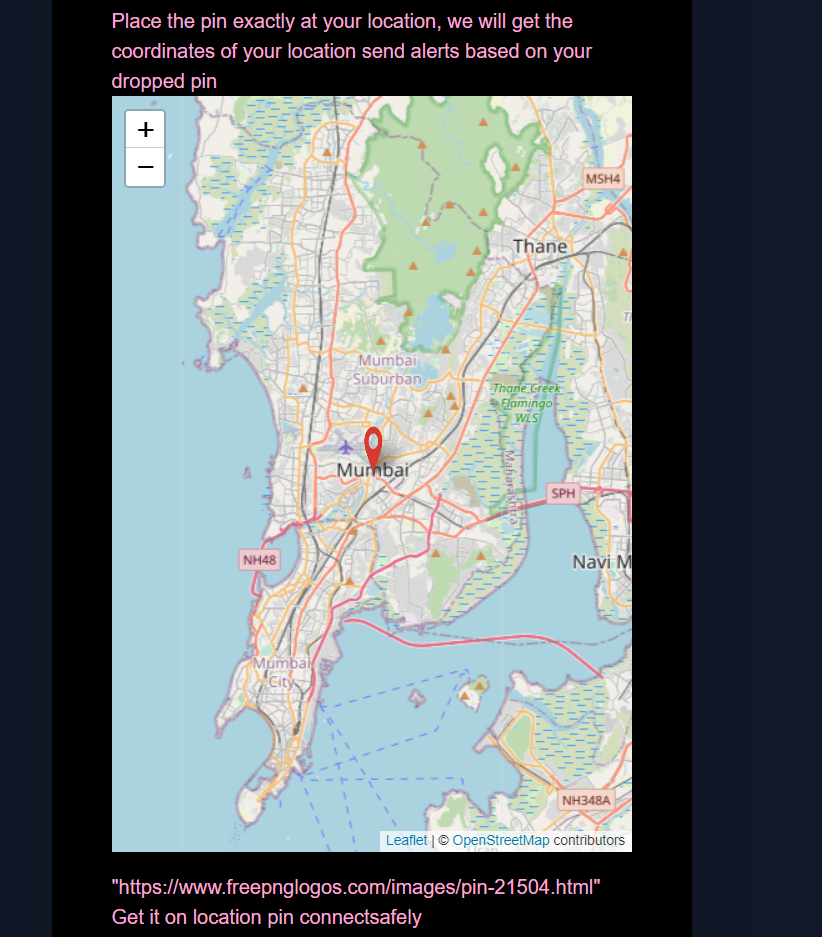 Place the pin exactly at your location, we will get the
coordinates of your location send alerts based on your
dropped pin
+
−
MSH4
Thane
Mumbai
Suburban
Thane Creek
Flamingo
WLS
Mumbai
Maharashtra
SPH
NH48
Navi M
Mumbai
City
NH348A
Leaflet | © OpenStreetMap contributors
"https://www.freepnglogos.com/images/pin-21504.html"
Get it on location pin connectsafely